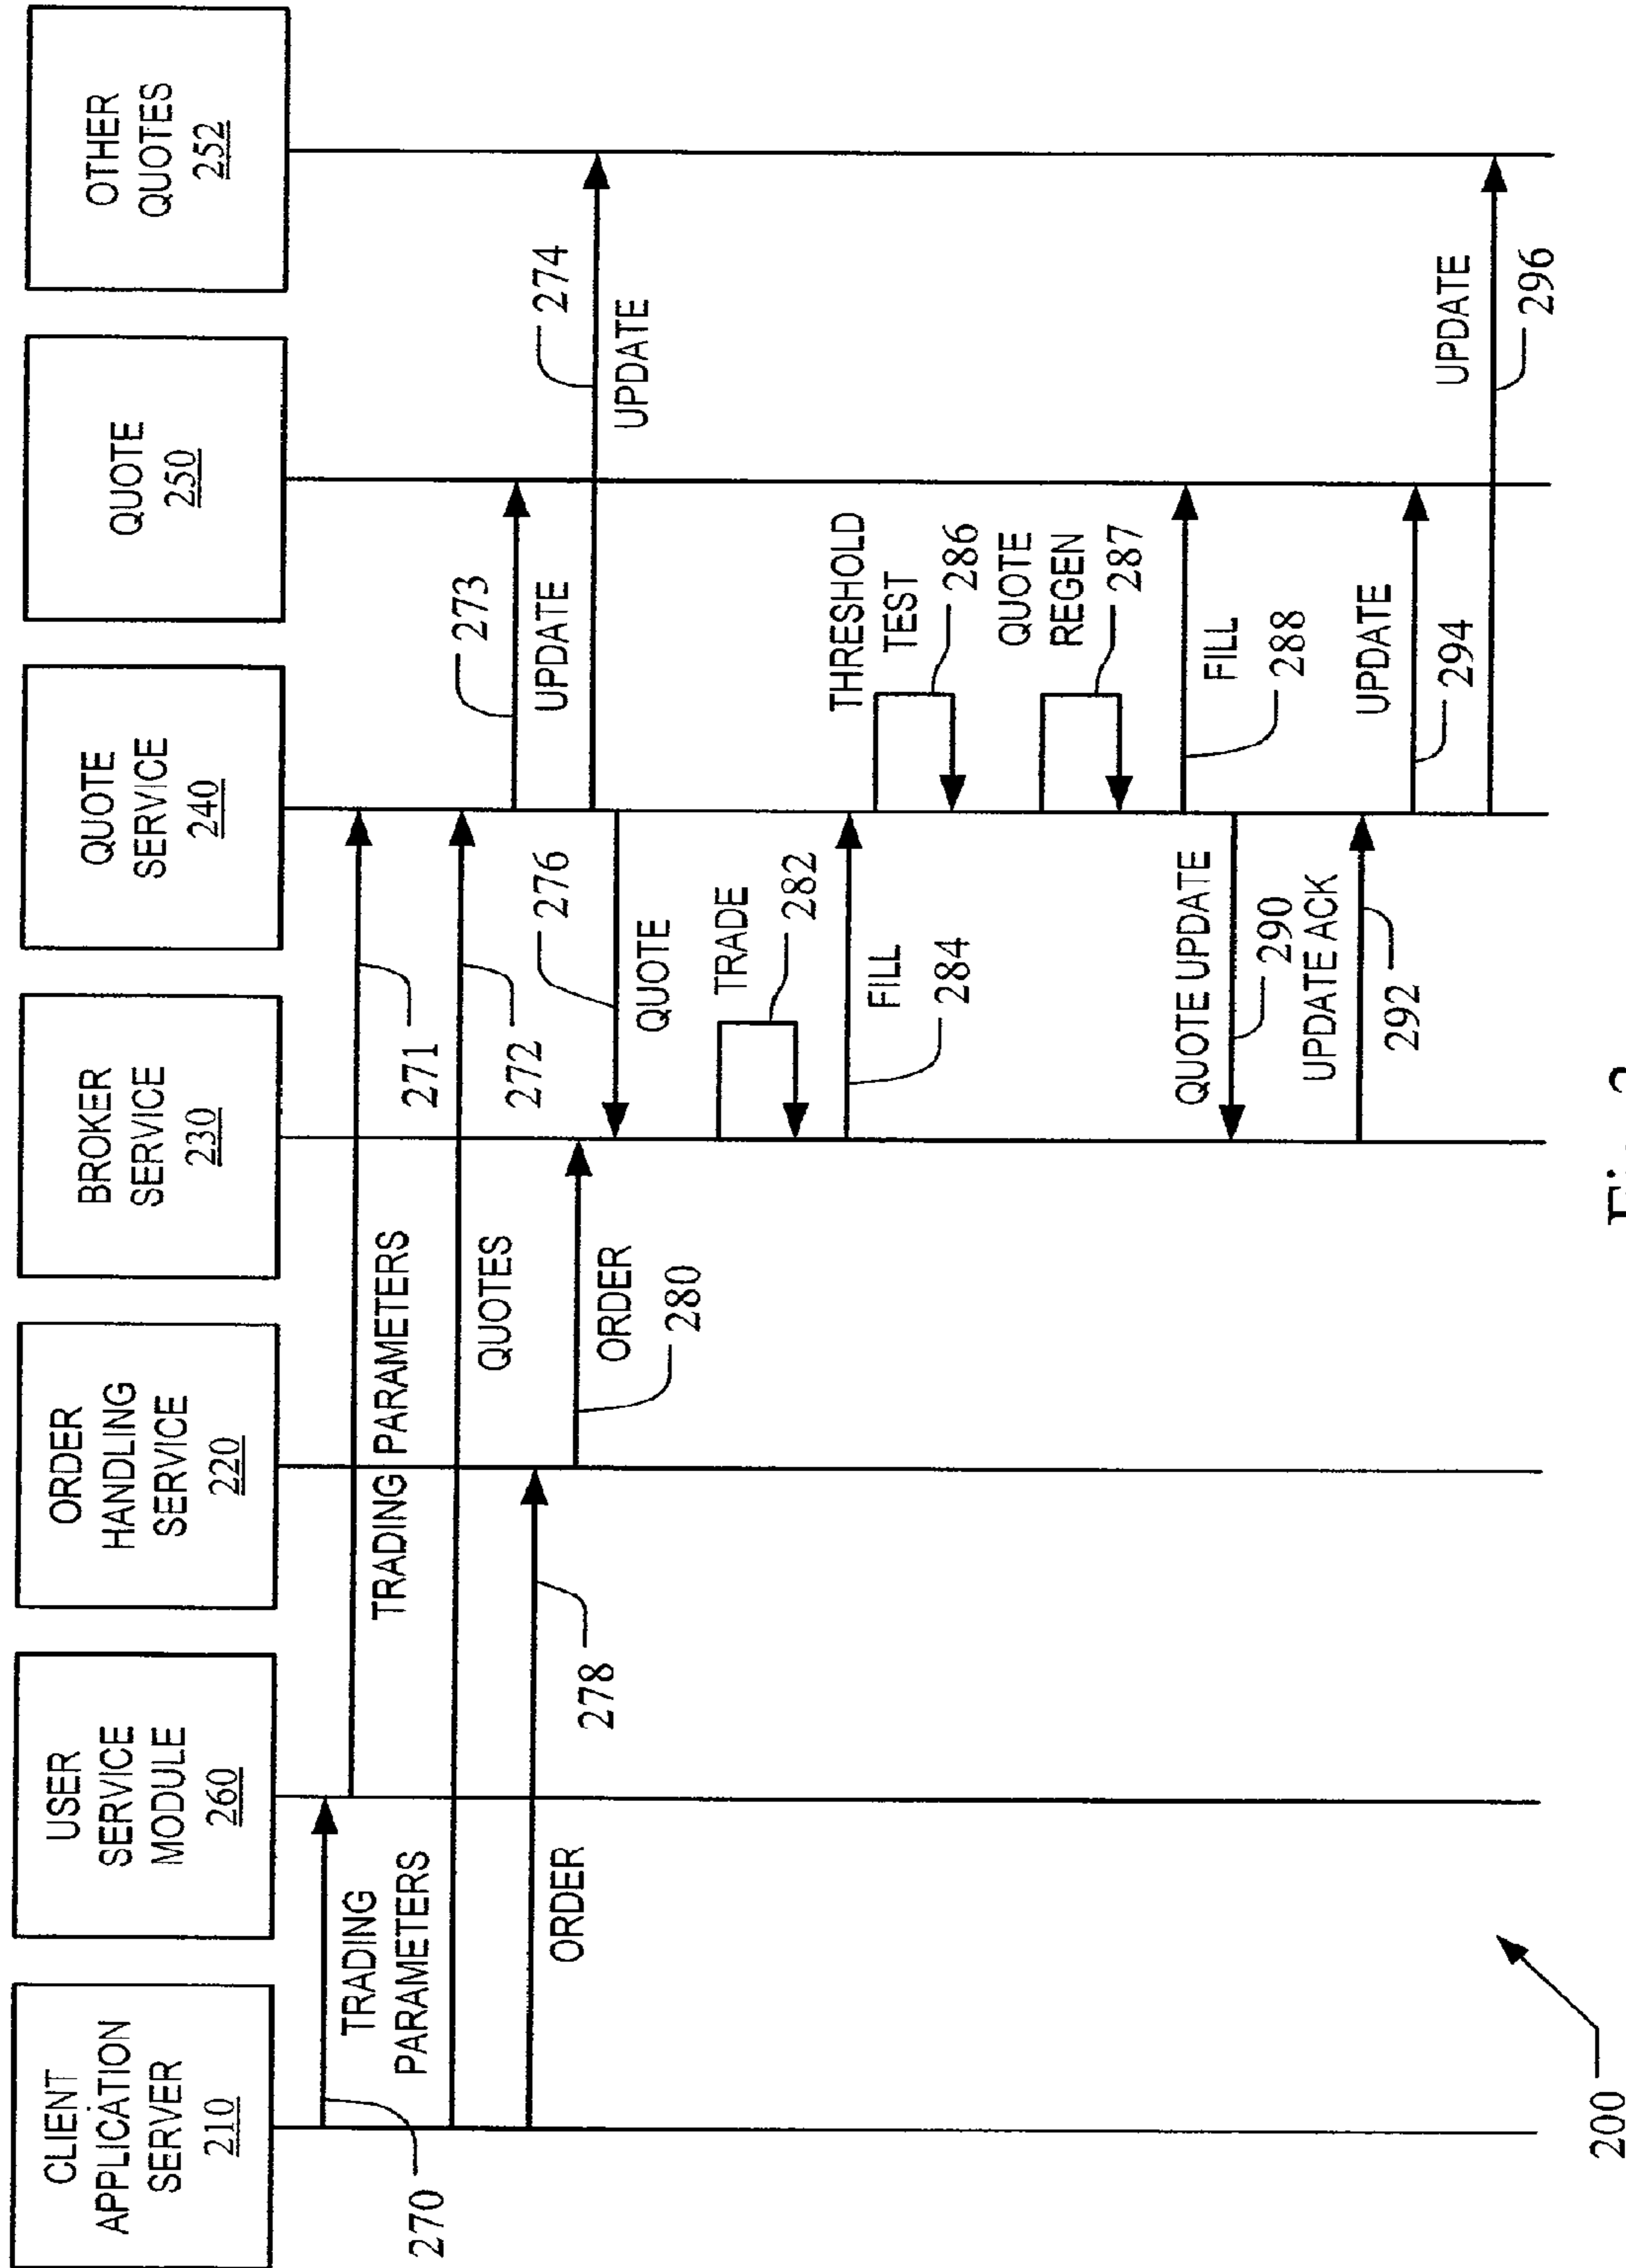 CLIENT
APPLICATION
SERVER
210
USER
SERVICE
MODULE
260
ORDER
HANDLING
SERVICE
220
BROKER
SERVICE
230
QUOTE
SERVICE
240
QUOTE
250
OTHER
QUOTES
252
270
TRADING
PARAMETERS
TRADING PARAMETERS
271
QUOTES
272
273
UPDATE
274
UPDATE
276
QUOTE
ORDER
278
ORDER
280
TRADE
282
FILL
284
THRESHOLD
TEST
286
QUOTE
REGEN
287
FILL
288
QUOTE UPDATE
290
UPDATE ACK
292
UPDATE
294
UPDATE
296
200